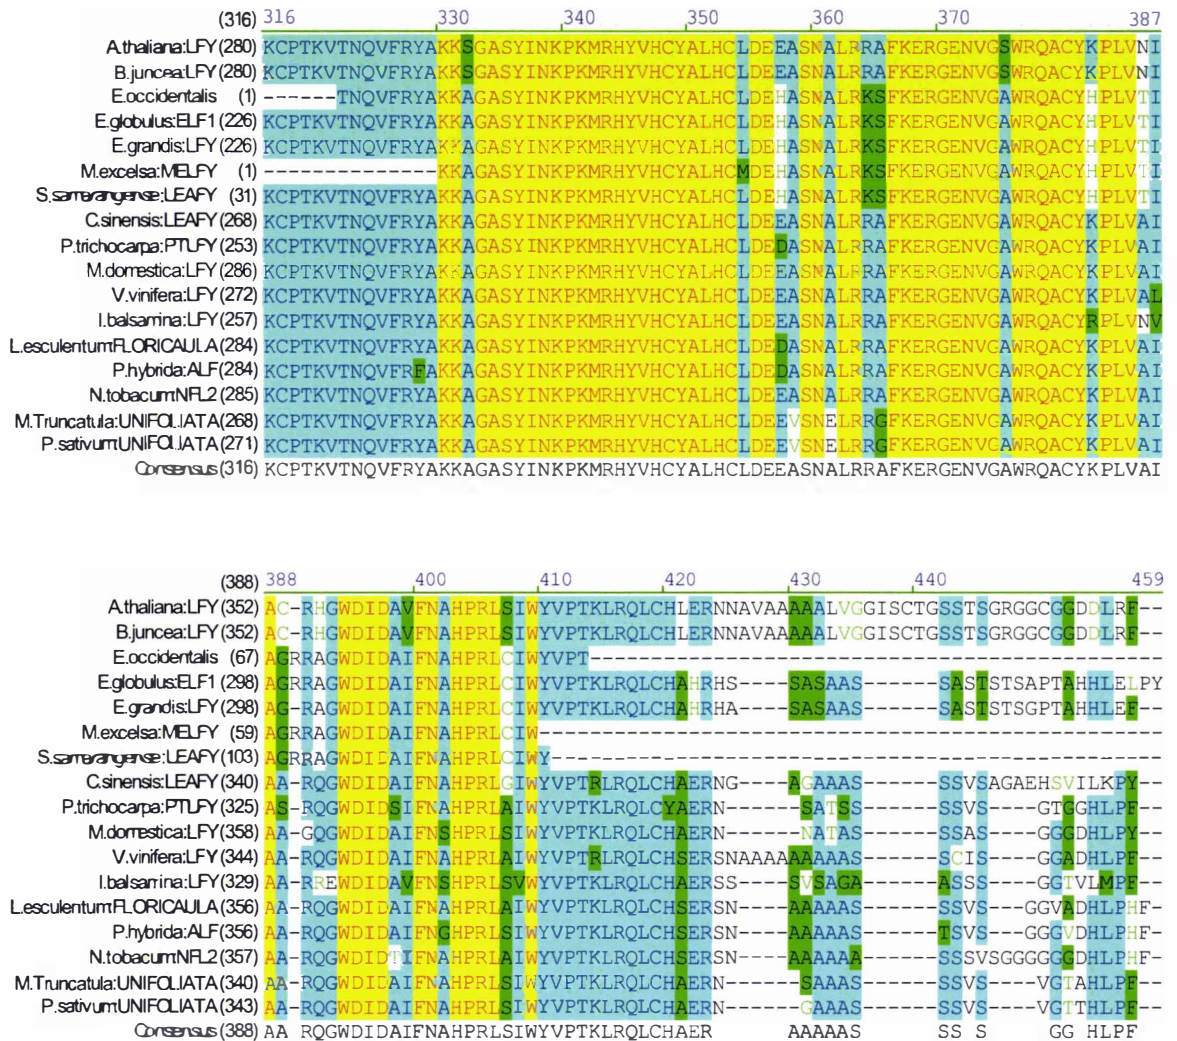 (316) 316 330 340 350 360 370 387
A.thaliana:LFY (280) KCPTKVTNQVFRYAKKSGASYINKPKMRHYVHCYALHCLDEEASNALRRAFKERGENVGSWRQACYKPLVNI
B.juncea:LFY (280) KCPTKVTNQVFRYAKKSGASYINKPKMRHYVHCYALHCLDEEASNALRRAFKERGENVGSWRQACYKPLVNI
E.occidentalis (1) ------TNQVFRYAKKAGASYINKPKMRHYVHCYALHCLDEHASNALRKSFKERGENVGAWRQACYHPLVTI
E.globulus:ELF1 (226) KCPTKVTNQVFRYAKKAGASYINKPKMRHYVHCYALHCLDEHASNALRKSFKERGENVGAWRQACYHPLVTI
E.grandis:LFY (226) KCPTKVTNQVFRYAKKAGASYINKPKMRHYVHCYALHCLDEHASNALRKSFKERGENVGAWRQACYHPLVTI
M.excelsa:MELFY (1) --------------KKAGASYINKPKMRHYVHCYALHCMDEHASNALRKSFKERGENVGAWRQACYHPLVTI
S.samarangense:LEAFY (31) KCPTKVTNQVFRYAKKAGASYINKPKMRHYVHCYALHCLDEHASNALRKSFKERGENVGAWRQACYHPLVTI
C.sinensis:LEAFY (268) KCPTKVTNQVFRYAKKAGASYINKPKMRHYVHCYALHCLDEEASNALRRAFKERGENVGAWRQACYKPLVAI
P.trichocarpa:PTLFY (253) KCPTKVTNQVFRYAKKAGASYINKPKMRHYVHCYALHCLDEDASNALRRAFKERGENVGAWRQACYKPLVAI
M.domestica:LFY (286) KCPTKVTNQVFRYAKKAGASYINKPKMRHYVHCYALHCLDEEASNALRRAFKERGENVGAWRQACYKPLVAI
V.vinifera:LFY (272) KCPTKVTNQVFRYAKKAGASYINKPKMRHYVHCYALHCLDEEASNALRRAFKERGENVGAWRQACYKPLVAL
I.balsamina:LFY (257) KCPTKVTNQVFRYAKKAGASYINKPKMRHYVHCYALHCLDEEASNALRRAFKERGENVGAWRQACYRPLVNV
L.esculentum:FLORICAULA (284) KCPTKVTNQVFRYAKKAGASYINKPKMRHYVHCYALHCLDEDASNALRRAFKERGENVGAWRQACYKPLVAI
P.hybrida:ALF (284) KCPTKVTNQVFRFAKKAGASYINKPKMRHYVHCYALHCLDEDASNALRRAFKERGENVGAWRQACYKPLVAI
N.tobacum:NFL2 (285) KCPTKVTNQVFRYAKKAGASYINKPKMRHYVHCYALHCLDEEASNALRRAFKERGENVGAWRQACYKPLVAI
M.Truncatula:UNIFOLIATA (268) KCPTKVTNQVFRYAKKAGASYINKPKMRHYVHCYALHCLDEEVSNELRRGFKERGENVGAWRQACYKPLVAI
P.sativum:UNIFOLIATA (271) KCPTKVTNQVFRYAKKAGASYINKPKMRHYVHCYALHCLDEEVSNELRRGFKERGENVGAWRQACYKPLVAI
Consensus (316) KCPTKVTNQVFRYAKKAGASYINKPKMRHYVHCYALHCLDEEASNALRRAFKERGENVGAWRQACYKPLVAI
(388) 388 400 410 420 430 440 459
A.thaliana:LFY (352) AC-RHGWDIDAVFNAHPRLSIWYVPTKLRQLCHLERNNAVAAAAALVGGISCTGSSTSGRGGCGGDDLRF--
B.juncea:LFY (352) AC-RHGWDIDAVFNAHPRLSIWYVPTKLRQLCHLERNNAVAAAAALVGGISCTGSSTSGRGGCGGDDLRF--
E.occidentalis (67) AGRRAGWDIDAIFNAHPRLCIWYVPT----------------------------------------------
E.globulus:ELF1 (298) AGRRAGWDIDAIFNAHPRLCIWYVPTKLRQLCHAHRHS----SASAAS------SASTSTSAPTAHHLELPY
E.grandis:LFY (298) AG-RAGWDIDAIFNAHPRLCIWYVPTKLRQLCHAHRHA----SASAAS------SASTSTSGPTAHHLEF--
M.excelsa:MELFY (59) AGRRAGWDIDAIFNAHPRLCIW--------------------------------------------------
S.samarangense:LEAFY (103) AGRRAGWDIDAIFNAHPRLCIWY-------------------------------------------------
C.sinensis:LEAFY (340) AA-RQGWDIDAIFNAHPRLGIWYVPTRLRQLCHAERNG----AGAAAS------SSVSAGAEHSVILKPY--
P.trichocarpa:PTLFY (325) AS-RQGWDIDSIFNAHPRLAIWYVPTKLRQLCYAERN-----SATSS-------SSVS----GTGGHLPF--
M.domestica:LFY (358) AA-GQGWDIDAIFNSHPRLSIWYVPTKLRQLCHAERN-----NATAS-------SSAS----GGGDHLPY--
V.vinifera:LFY (344) AA-RQGWDIDAIFNAHPRLAIWYVPTRLRQLCHSERSNAAAAAAAAAS------SCIS----GGADHLPF--
I.balsamina:LFY (329) AA-RREWDIDAVFNSHPRLSVWYVPTKLRQLCHSERSS----SVSAGA------ASSS----GGTVLMPF--
L.esculentum:FLORICAULA (356) AA-RQGWDIDAIFNAHPRLAIWYVPTKLRQLCHSERSN----AAAAAS------SSVS---GGVADHLPHF-
P.hybrida:ALF (356) AA-RQGWDIDAIFNGHPRLSIWYVPTKLRQLCHSERSN----AAAAAS------TSVS---GGGVDHLPHF-
N.tobacum:NFL2 (357) AA-RQGWDIDTIFNAHPRLAIWYVPTKLRQLCHSERSN----AAAAAA------SSSVSGGGGGGDHLPHF-
M.Truncatula:UNIFOLIATA (340) AA-RQGWDIDAIFNAHPRLSIWYVPTKLRQLCHAERN-----SAAAS-------SSVS----VGTAHLPF--
P.sativum:UNIFOLIATA (343) AA-RQGWDIDAIFNAHPRLSIWYVPTKLRQLCHAERN-----GAAAS-------SSVS----VGTTHLPF--
Consensus (388) AA RQGWDIDAIFNAHPRLSIWYVPTKLRQLCHAER AAAAAS SS S GG HLPF